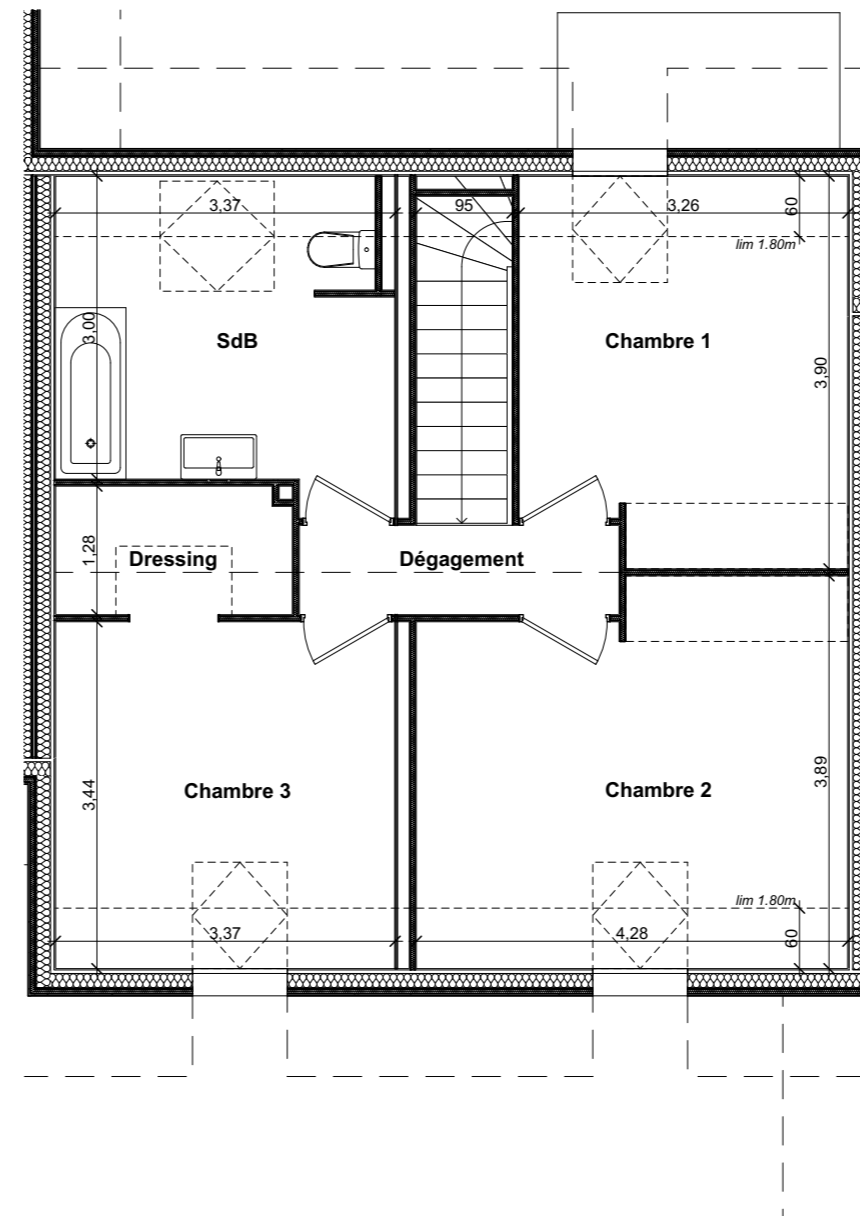 3,37
95
3,26
60
lim 1.80m
3,00
SdB
Chambre 1
3,90
1,28
Dressing
Dégagement
3,44
Chambre 3
Chambre 2
3,89
lim 1.80m
3,37
4,28
60